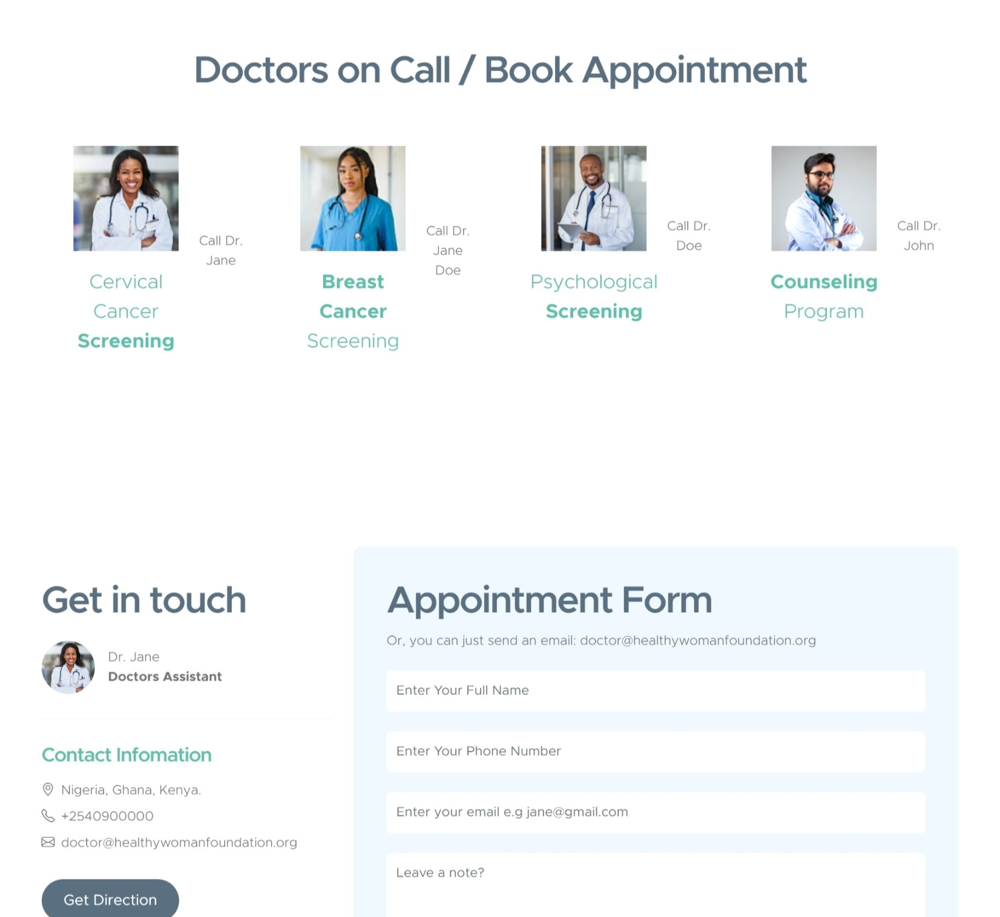 Doctors on Call / Book Appointment
Call Dr.
Jane
Cervical
Cancer
Screening
Call Dr.
Jane
Doe
Breast
Cancer
Screening
Call Dr.
Doe
Psychological
Screening
Call Dr.
John
Counseling
Program
Get in touch
Dr. Jane
Doctors Assistant
Contact Infomation
Nigeria, Ghana, Kenya.
+2540900000
doctor@healthywomanfoundation.org
Get Direction
Appointment Form
Or, you can just send an email: doctor@healthywomanfoundation.org
Enter Your Full Name
Enter Your Phone Number
Enter your email e.g jane@gmail.com
Leave a note?